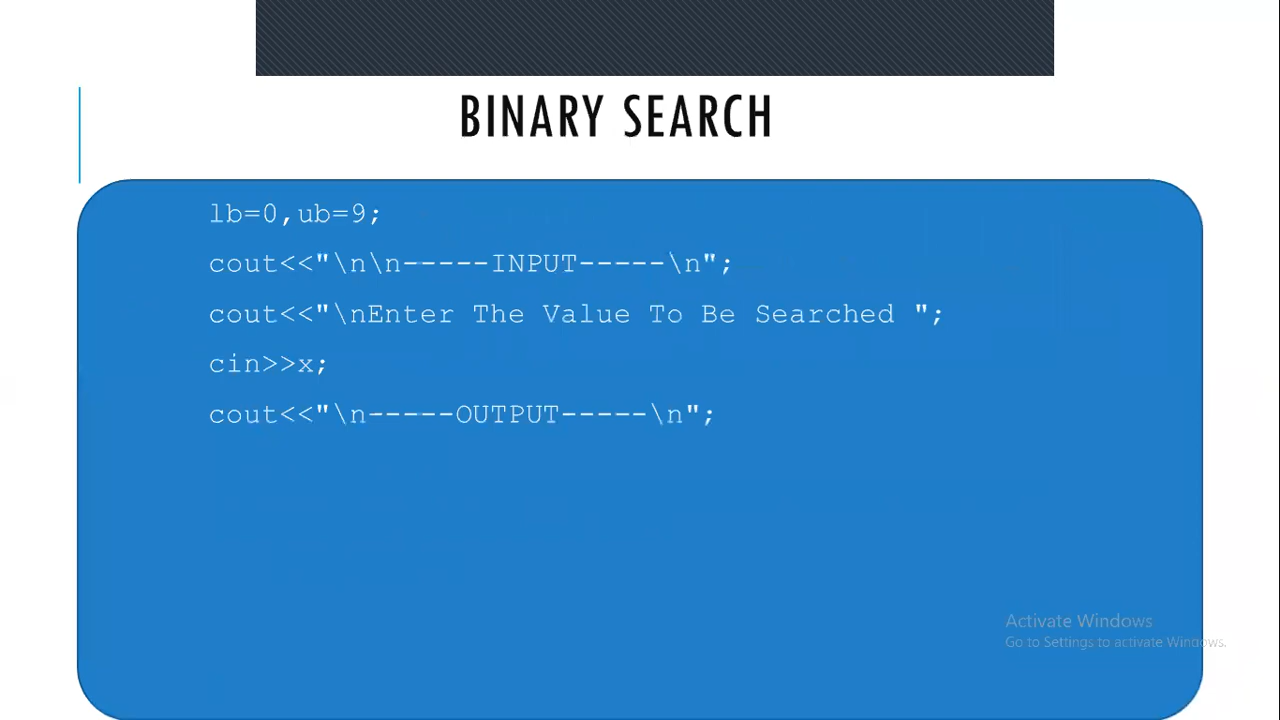 BINARY SEARCH
lb=0,ub=9;
cout<<"\n\n-----INPUT-----\n";
cout<<"\nEnter The Value To Be Searched ";
cin>>x;
cout<<"\n-----OUTPUT-----\n";
Activate Windows
Go to Settings to activate Windows.